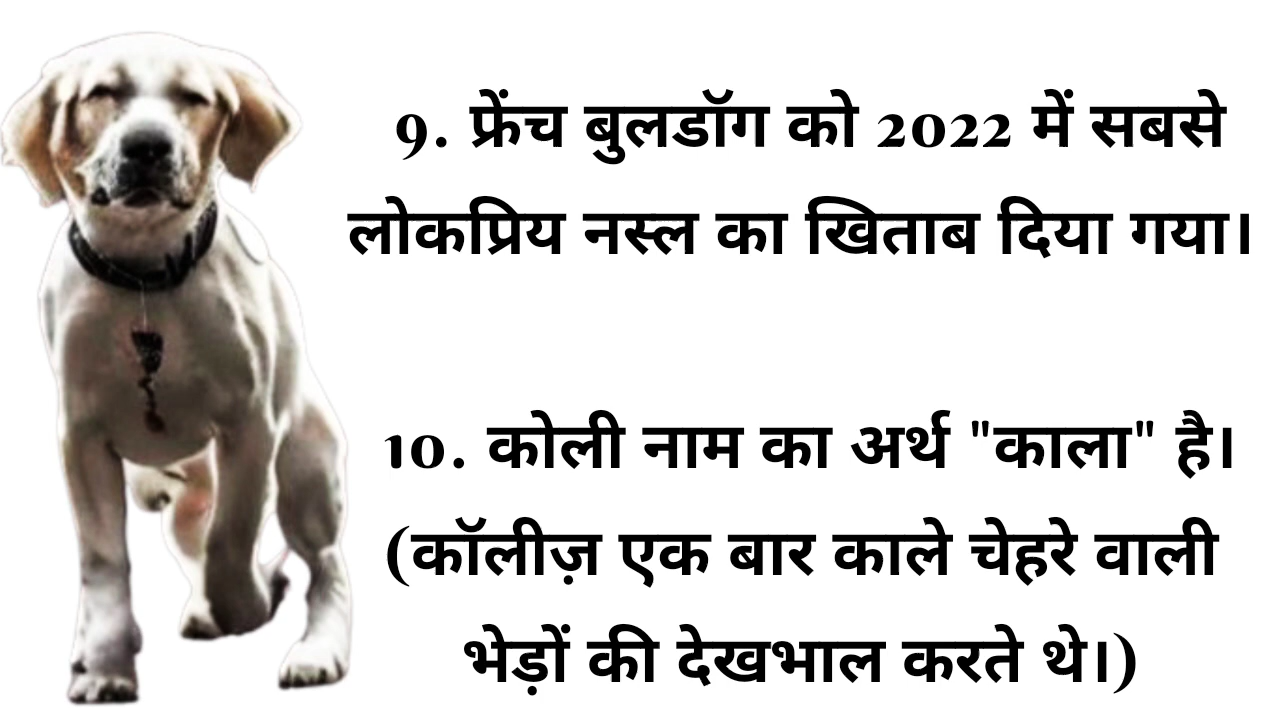 9. फ्रेंच बुलडॉग को 2022 में सबसे
लोकप्रिय नस्ल का खिताब दिया गया।
10. कोली नाम का अर्थ "काला" है।
(कॉलीज़ एक बार काले चेहरे वाली
भेड़ों की देखभाल करते थे।)